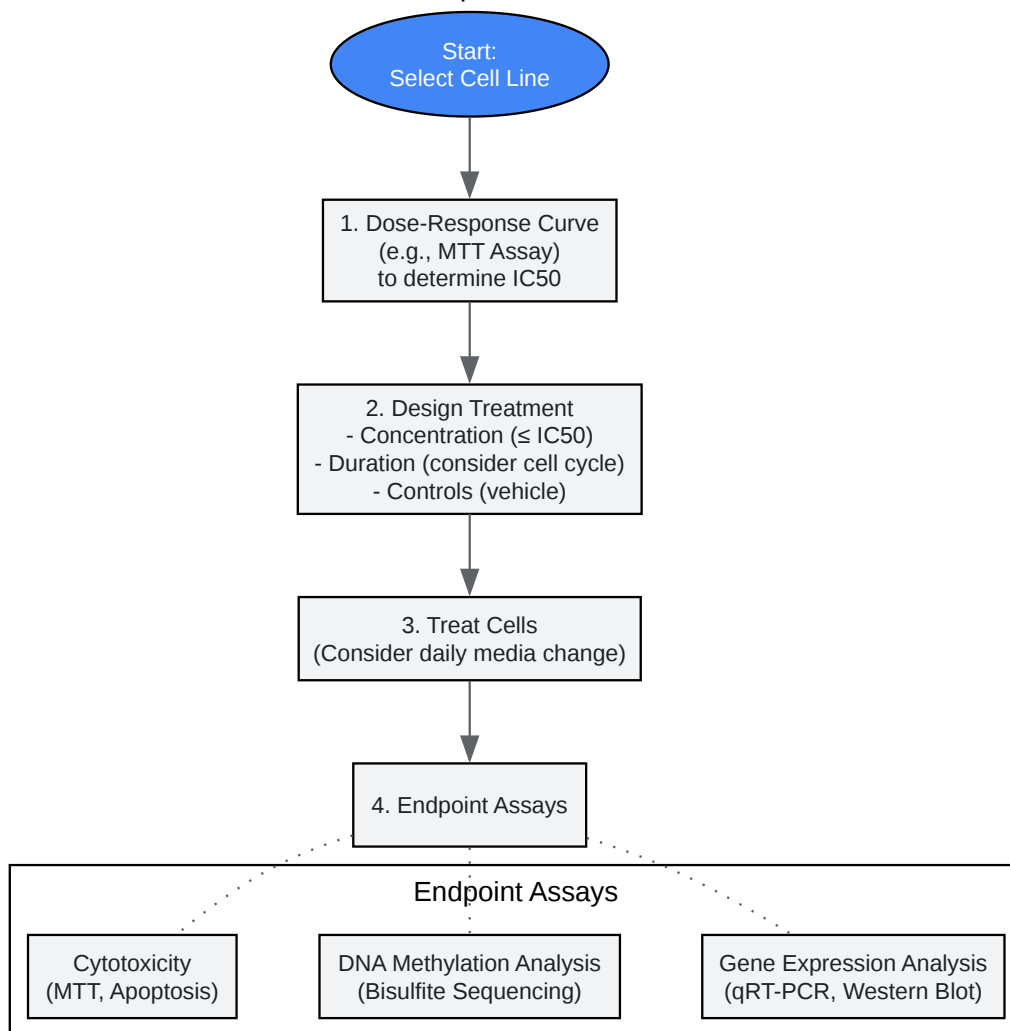 Start:
Select Cell Line
1. Dose-Response Curve
(e.g., MTT Assay)
to determine IC50
2. Design Treatment
- Concentration (≤ IC50)
- Duration (consider cell cycle)
- Controls (vehicle)
3. Treat Cells
(Consider daily media change)
4. Endpoint Assays
Endpoint Assays
Cytotoxicity
(MTT, Apoptosis)
DNA Methylation Analysis
(Bisulfite Sequencing)
Gene Expression Analysis
(qRT-PCR, Western Blot)